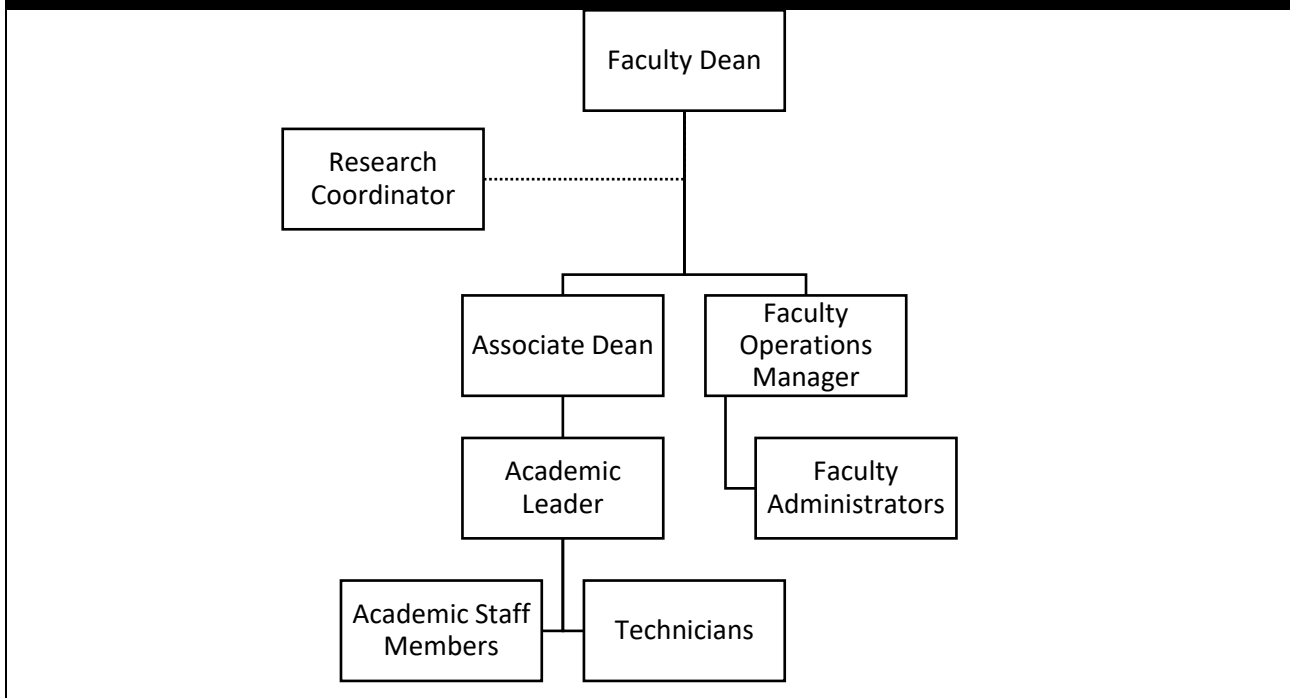 Faculty Dean
Research
Coordinator
Associate Dean
Faculty
Operations
Manager
Academic
Leader
Faculty
Administrators
Academic Staff
Members
Technicians